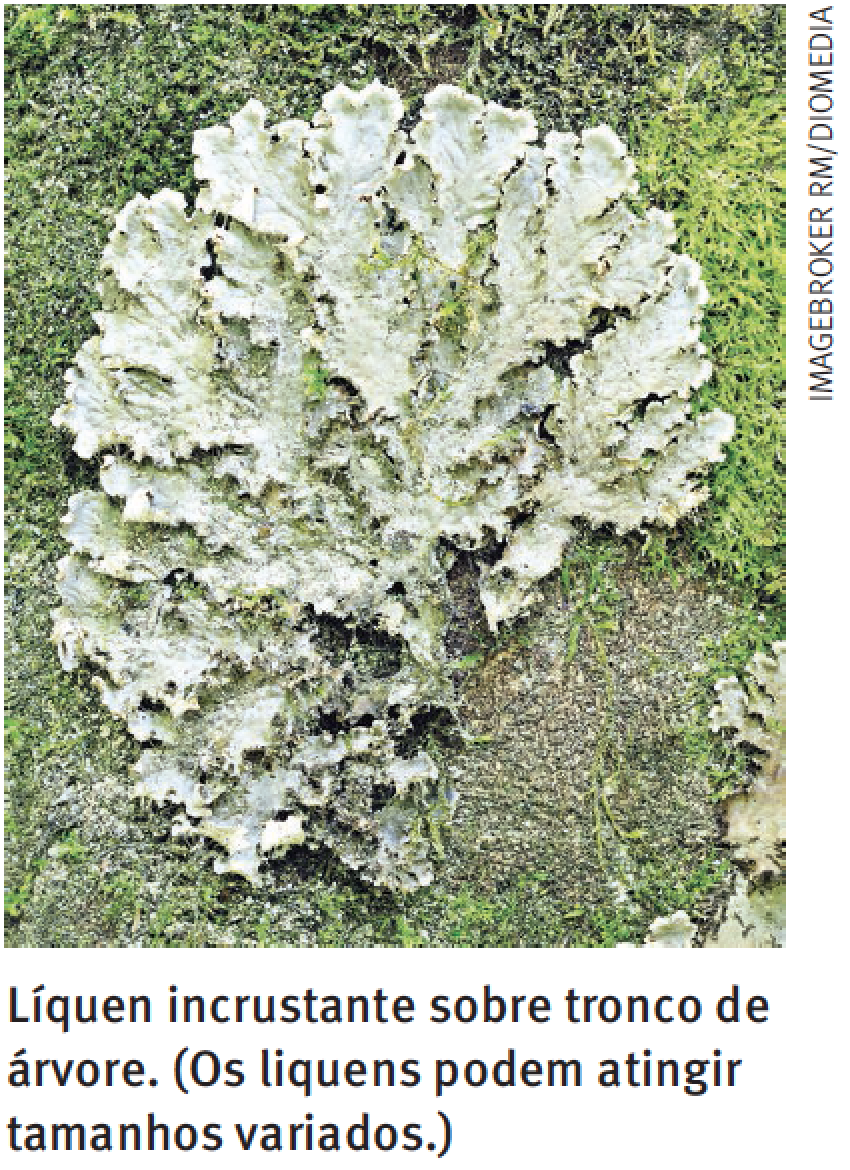 IMAGEBROKER RM/DIOMEDIA
Líquen incrustante sobre tronco de
árvore. (Os liquens podem atingir
tamanhos variados.)